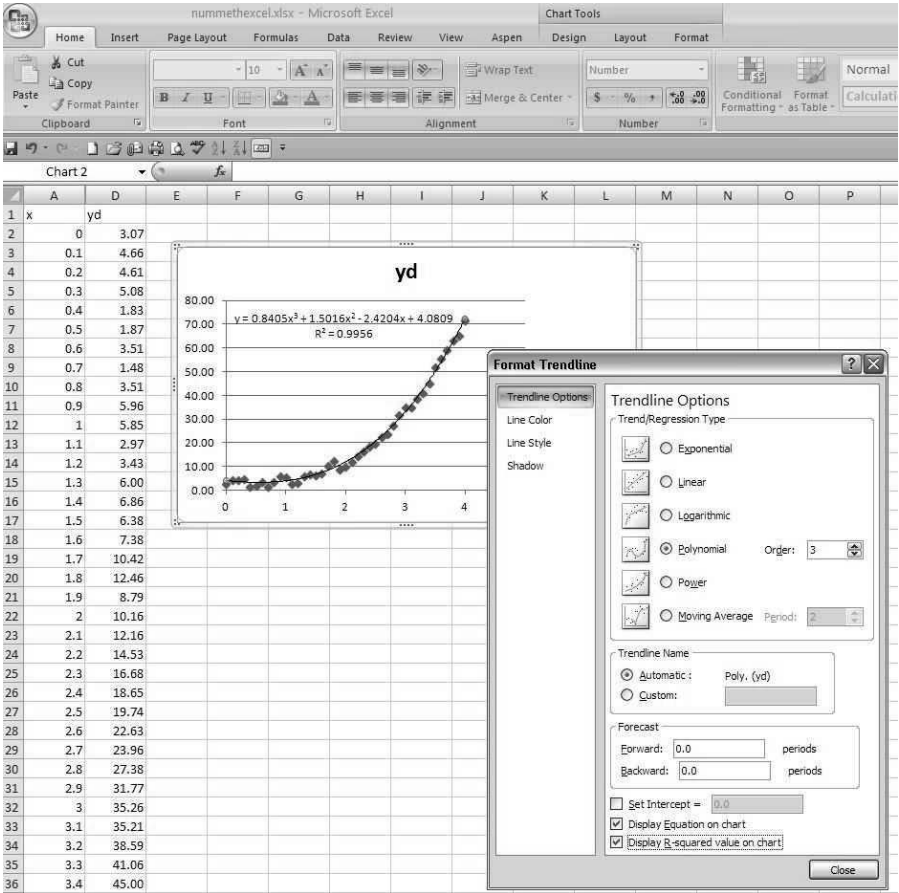 nummethexcel.xlsx - Microsoft Excel
Chart Tools
Home Insert Page Layout Formulas Data Review View Aspen Design Layout Format
Paste
Cut
Copy
Format Painter
Clipboard
10 A A
B I U A
Font
Wrap Text
Merge & Center
Alignment
Number
$ % ,
Number
Conditional Formatting
Format as Table
Normal
Calculati
Chart 2 fx
A D E F G H I J K L M N O P
1 x yd
2 0 3.07
3 0.1 4.66
4 0.2 4.61
5 0.3 5.08
6 0.4 1.83
7 0.5 1.87
8 0.6 3.51
9 0.7 1.48
10 0.8 3.51
11 0.9 5.96
12 1 5.85
13 1.1 2.97
14 1.2 3.43
15 1.3 6.00
16 1.4 6.86
17 1.5 6.38
18 1.6 7.38
19 1.7 10.42
20 1.8 12.46
21 1.9 8.79
22 2 10.16
23 2.1 12.16
24 2.2 14.53
25 2.3 16.68
26 2.4 18.65
27 2.5 19.74
28 2.6 22.63
29 2.7 23.96
30 2.8 27.38
31 2.9 31.77
32 3 35.26
33 3.1 35.21
34 3.2 38.59
35 3.3 41.06
36 3.4 45.00
yd
80.00
70.00
60.00
50.00
40.00
30.00
20.00
10.00
0.00
0 1 2 3 4
y = 0.8405x³ + 1.5016x² - 2.4204x + 4.0809
R² = 0.9956
Format Trendline
Trendline Options
Line Color
Line Style
Shadow
Trendline Options
Trend/Regression Type
Exponential
Linear
Logarithmic
Polynomial Order: 3
Power
Moving Average Period: 2
Trendline Name
Automatic : Poly. (yd)
Custom:
Forecast
Forward: 0.0 periods
Backward: 0.0 periods
Set Intercept = 0.0
Display Equation on chart
Display R-squared value on chart
Close